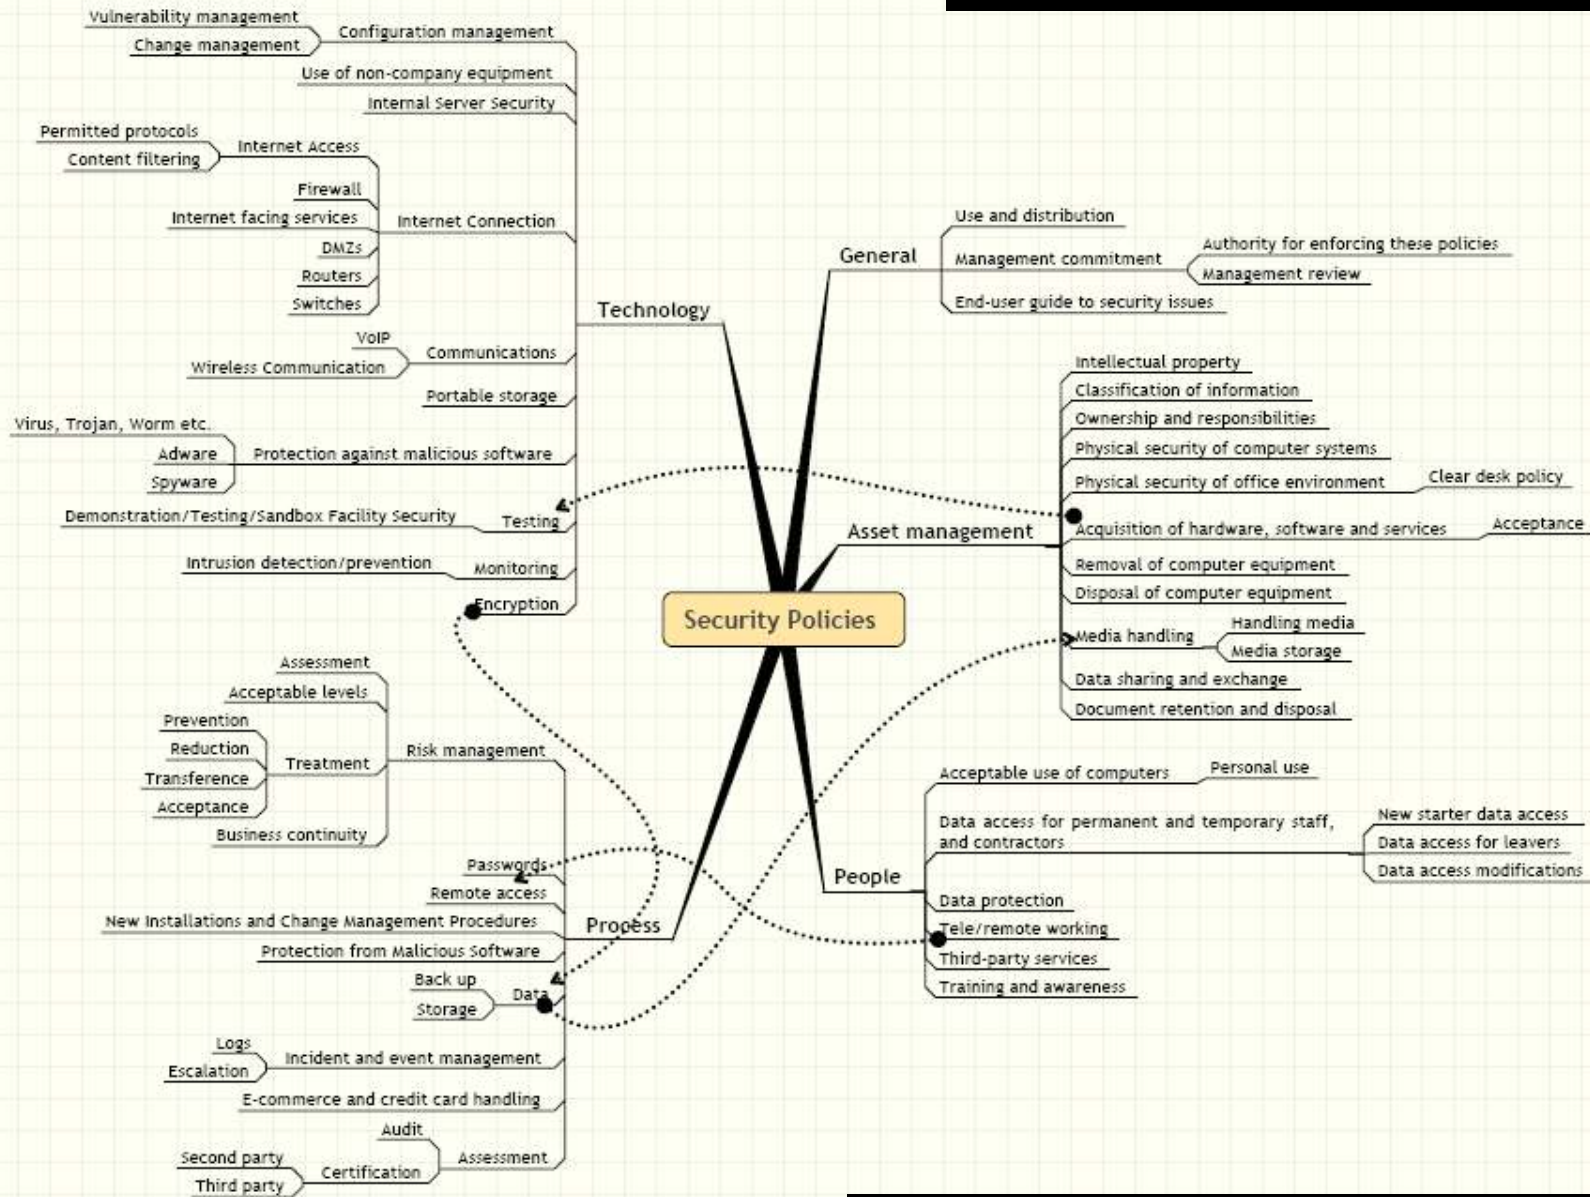 Vulnerability management
Change management
Configuration management
Use of non-company equipment
Internal Server Security
Permitted protocols
Content filtering
Internet Access
Firewall
Internet facing services
DMZs
Routers
Switches
Internet Connection
VoIP
Wireless Communication
Communications
Portable storage
Virus, Trojan, Worm etc.
Adware
Spyware
Protection against malicious software
Demonstration/Testing/Sandbox Facility Security
Testing
Intrusion detection/prevention
Monitoring
Encryption
Technology
General
Use and distribution
Management commitment
Authority for enforcing these policies
Management review
End-user guide to security issues
Asset management
Intellectual property
Classification of information
Ownership and responsibilities
Physical security of computer systems
Physical security of office environment
Clear desk policy
Acquisition of hardware, software and services
Acceptance
Removal of computer equipment
Disposal of computer equipment
Media handling
Handling media
Media storage
Data sharing and exchange
Document retention and disposal
Security Policies
Assessment
Acceptable levels
Prevention
Reduction
Transference
Acceptance
Treatment
Business continuity
Risk management
Passwords
Remote access
New Installations and Change Management Procedures
Protection from Malicious Software
Back up
Storage
Data
Logs
Escalation
Incident and event management
E-commerce and credit card handling
Audit
Second party
Third party
Certification
Assessment
Process
People
Acceptable use of computers
Personal use
Data access for permanent and temporary staff,
and contractors
New starter data access
Data access for leavers
Data access modifications
Data protection
Tele/remote working
Third-party services
Training and awareness